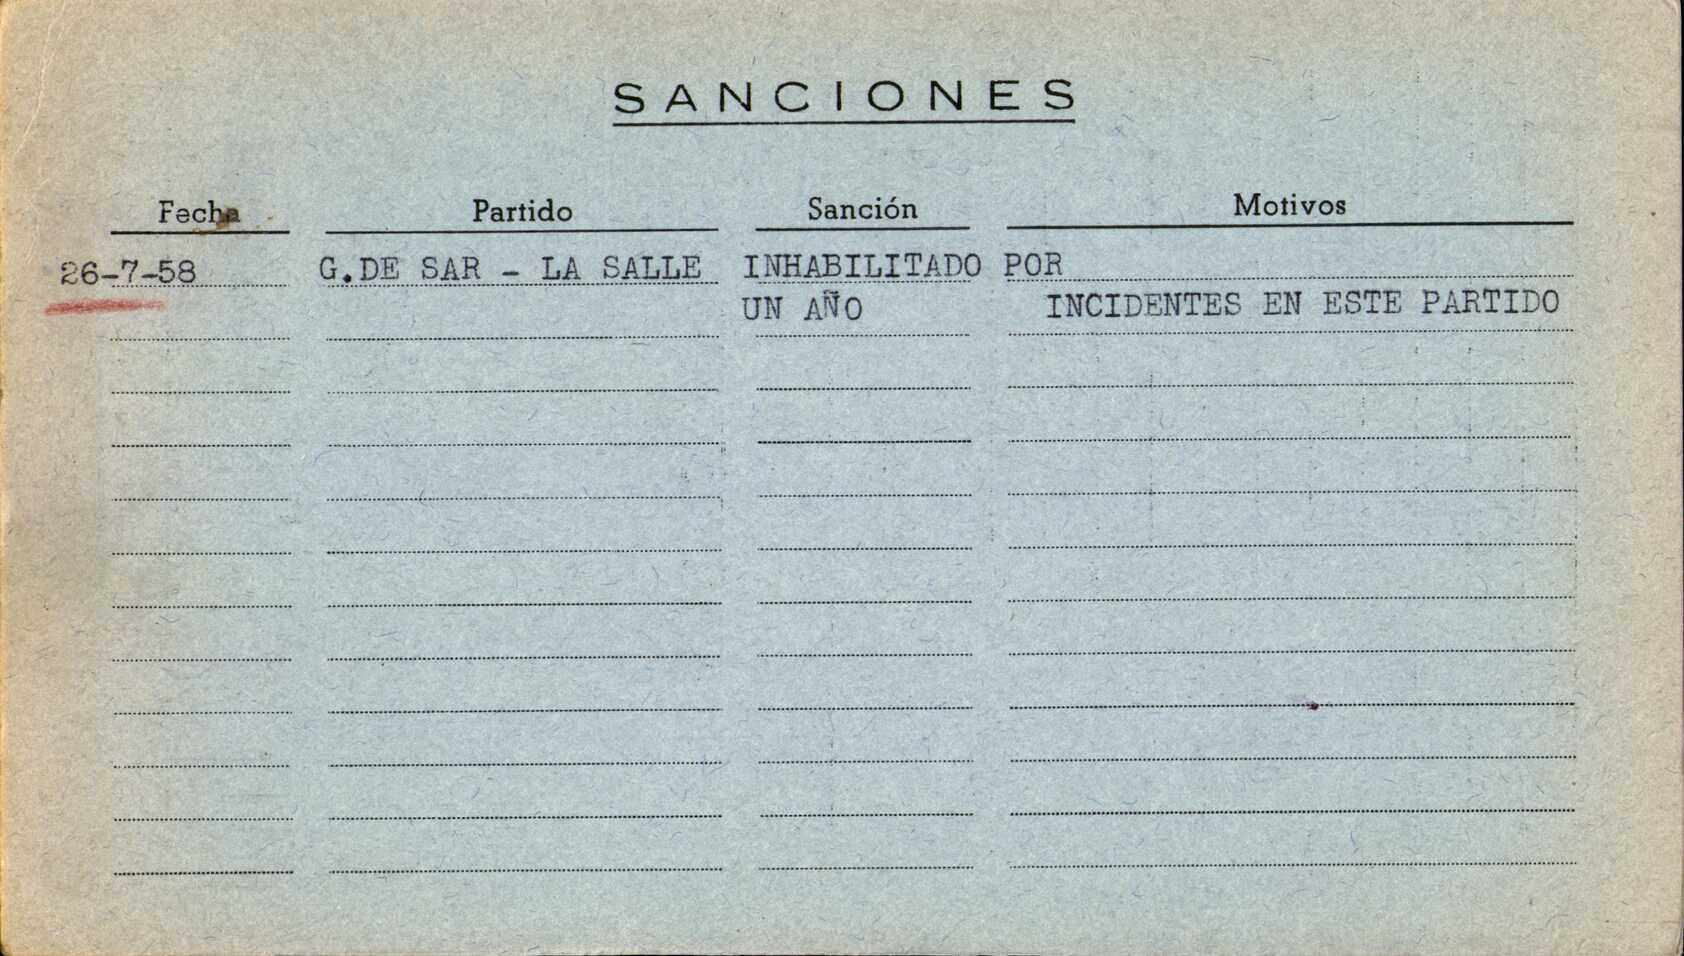 SANCIONES
Fecha Partido Sanción Motivos
26-7-58 G.DE SAR - LA SALLE INHABILITADO POR
UN AÑO INCIDENTES EN ESTE PARTIDO